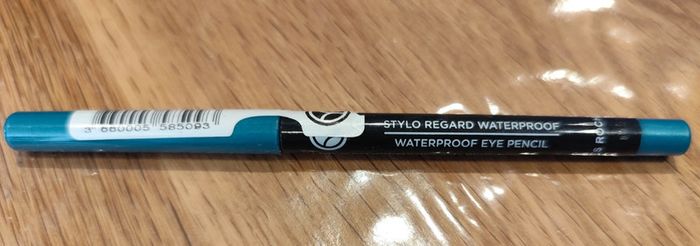 3 660005 585093
STYLO REGARD WATERPROOF
WATERPROOF EYE PENCIL